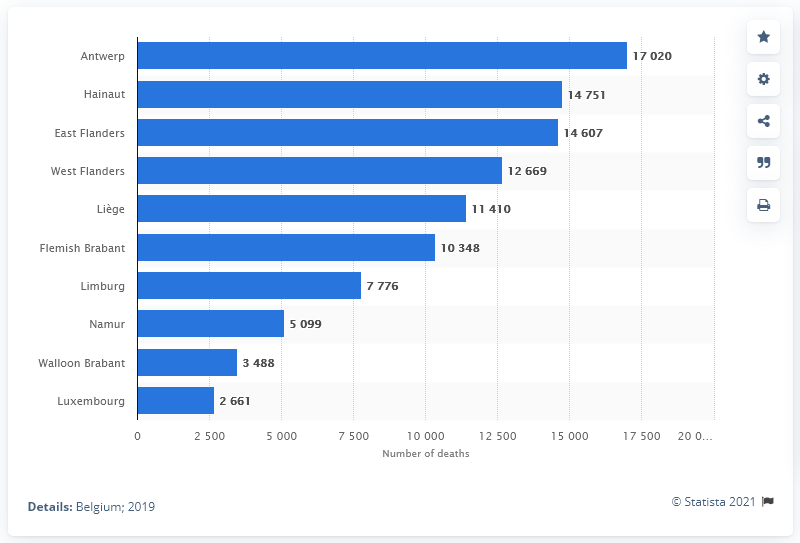 Antwerp 17 020
Hainaut 14 751
East Flanders 14 607
West Flanders 12 669
Liège 11 410
Flemish Brabant 10 348
Limburg 7 776
Namur 5 099
Walloon Brabant 3 488
Luxembourg 2 661
0 2 500 5 000 7 500 10 000 12 500 15 000 17 500 20 0...
Number of deaths
© Statista 2021
Details: Belgium; 2019